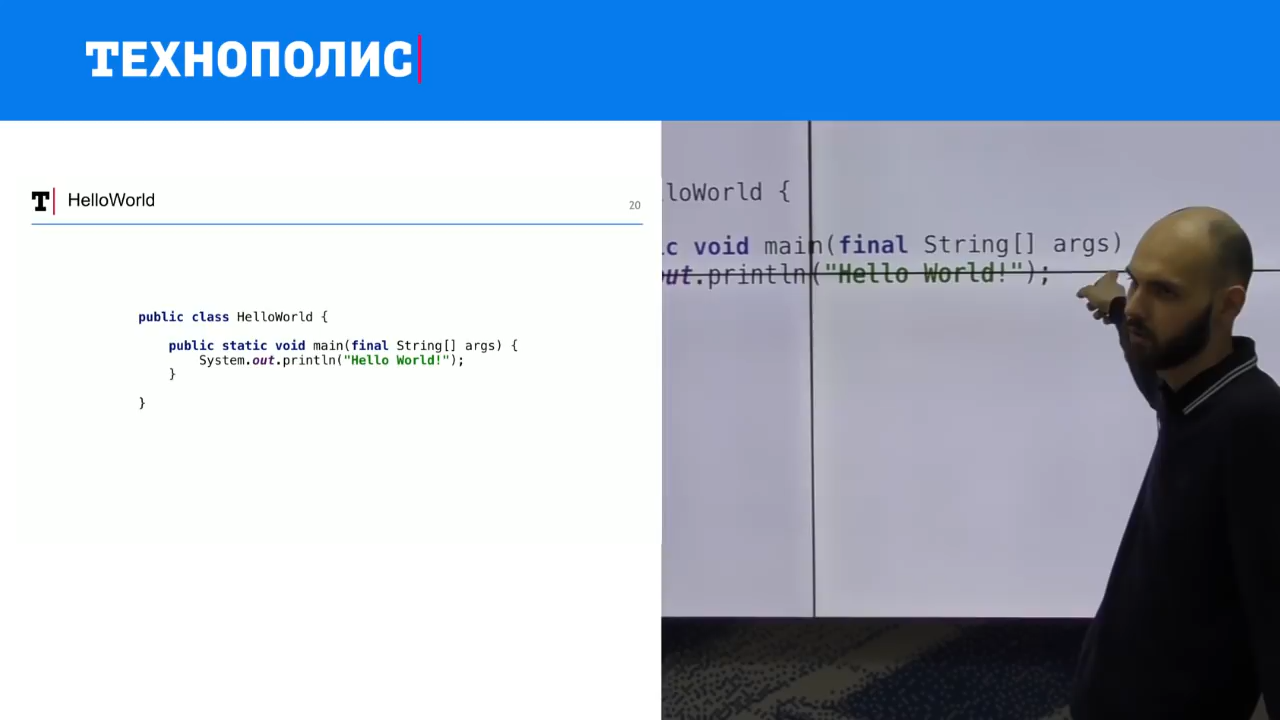 ТЕХНОПОЛИС
T HelloWorld
20
public class HelloWorld {
public static void main(final String[] args) {
System.out.println("Hello World!");
}
}
loWorld {
c void main(final String[] args)
ut.println("Hello World!");